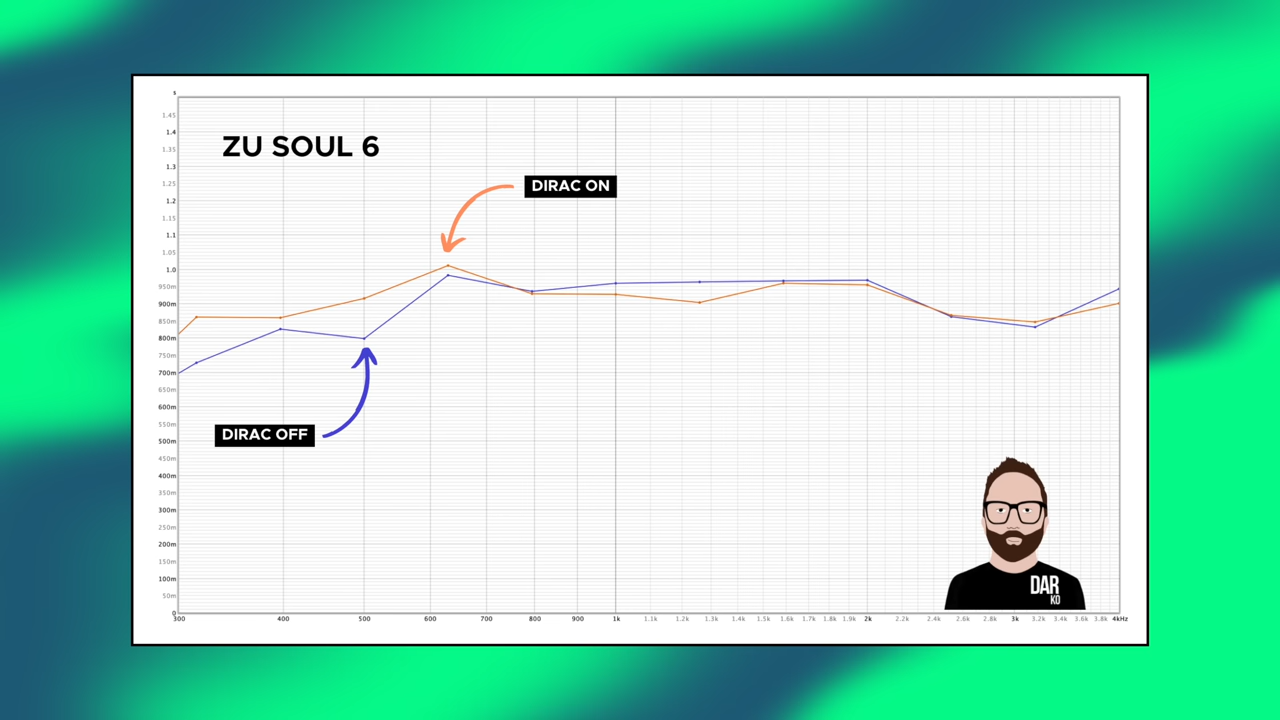 s
1.45
1.4
1.35
1.3
1.25
1.2
1.15
1.1
1.05
1.0
950m
900m
850m
800m
750m
700m
650m
600m
550m
500m
450m
400m
350m
300m
250m
200m
150m
100m
50m
0
ZU SOUL 6
DIRAC ON
DIRAC OFF
DAR
KO
300 400 500 600 700 800 900 1k 1.1k 1.2k 1.3k 1.4k 1.5k 1.6k 1.7k 1.8k 1.9k 2k 2.2k 2.4k 2.6k 2.8k 3k 3.2k 3.4k 3.6k 3.8k 4kHz